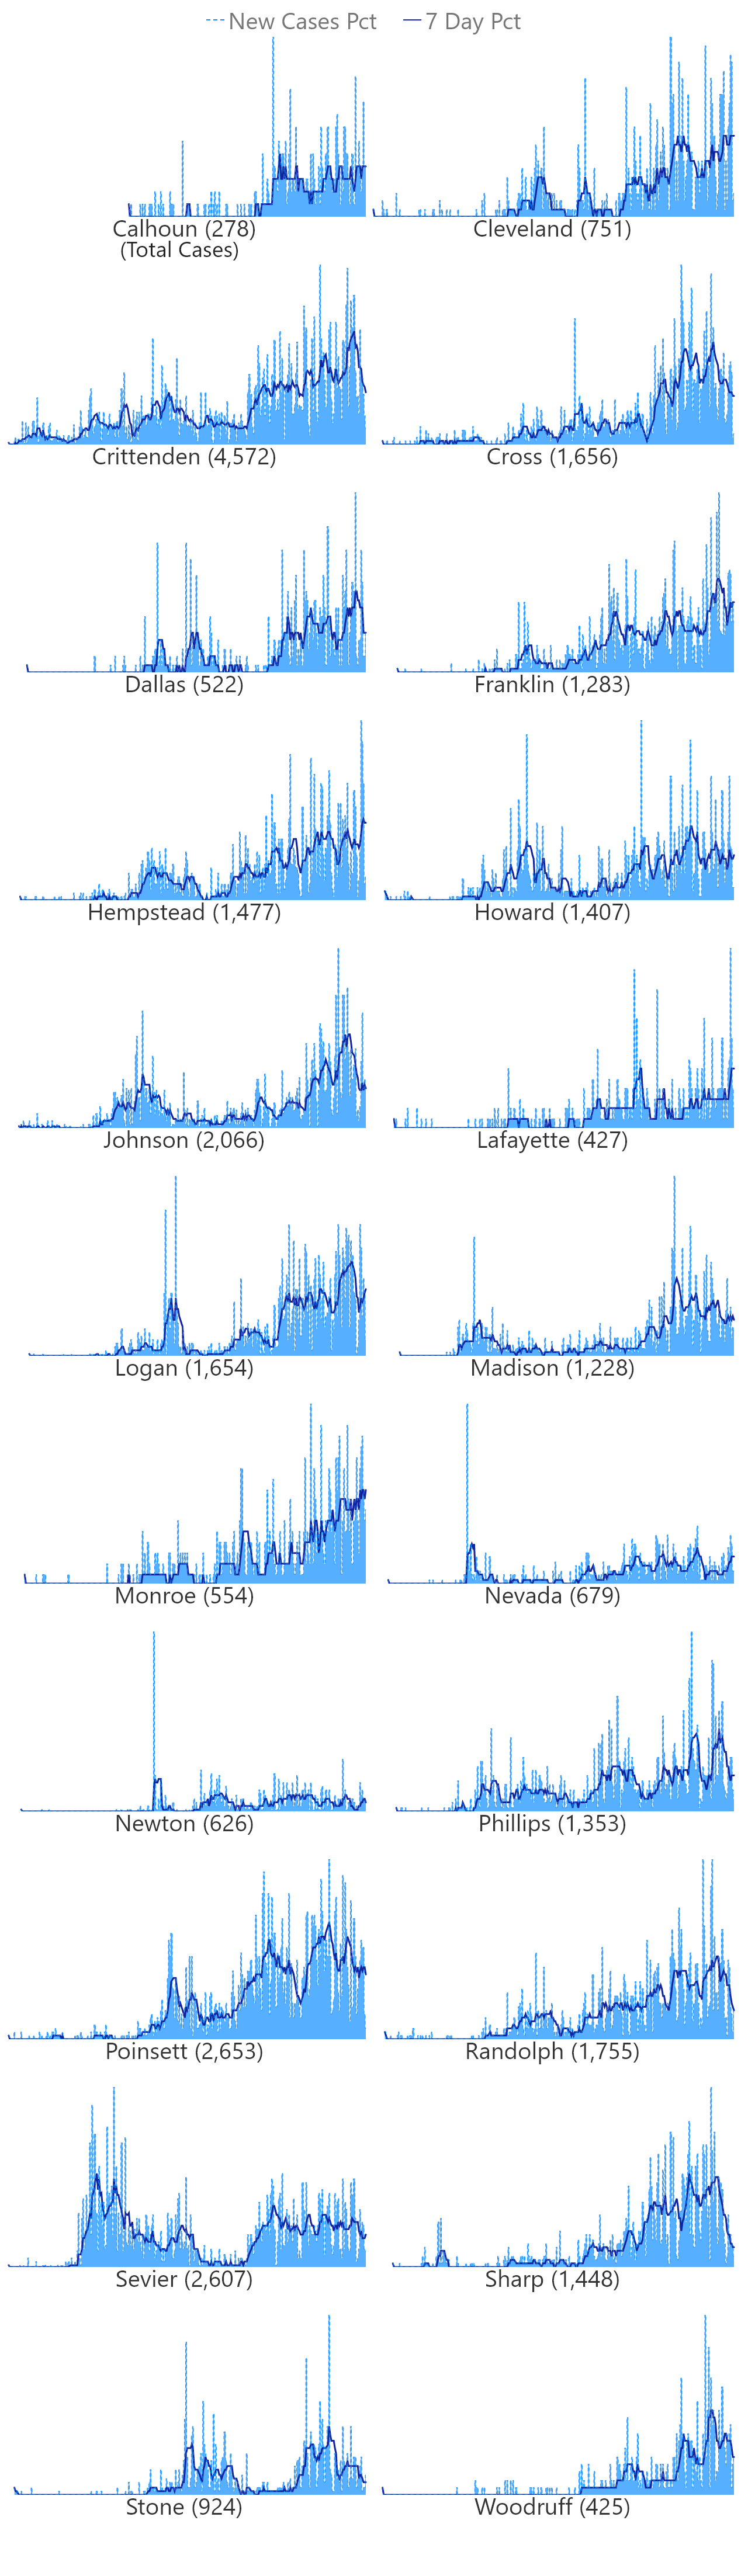 New Cases Pct 7 Day Pct
Calhoun (278) Cleveland (751)
(Total Cases)
Crittenden (4,572) Cross (1,656)
Dallas (522) Franklin (1,283)
Hempstead (1,477) Howard (1,407)
Johnson (2,066) Lafayette (427)
Logan (1,654) Madison (1,228)
Monroe (554) Nevada (679)
Newton (626) Phillips (1,353)
Poinsett (2,653) Randolph (1,755)
Sevier (2,607) Sharp (1,448)
Stone (924) Woodruff (425)